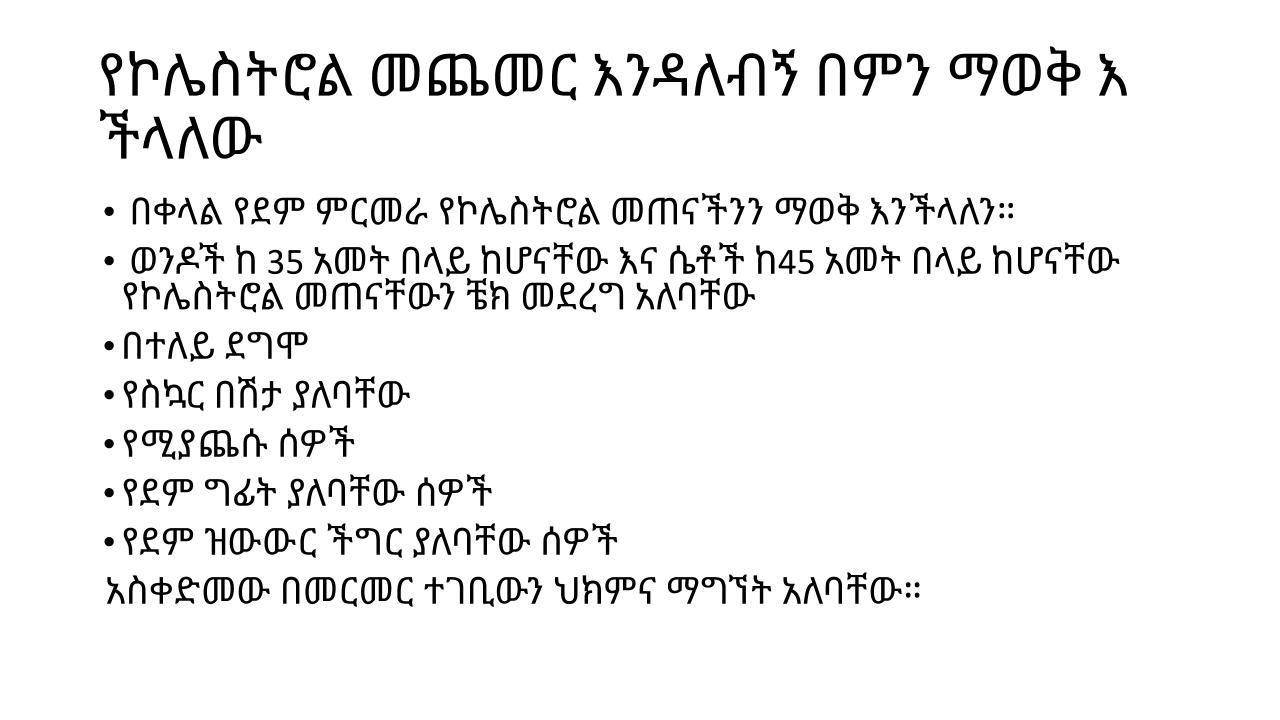 የኮሌስትሮል መጨመር እንዳለብኝ በምን ማወቅ እ
ችላለው
• በቀላል የደም ምርመራ የኮሌስትሮል መጠናችንን ማወቅ እንችላለን።
• ወንዶች ከ 35 አመት በላይ ከሆናቸው እና ሴቶች ከ45 አመት በላይ ከሆናቸው
የኮሌስትሮል መጠናቸውን ቼክ መደረግ አለባቸው
• በተለይ ደግሞ
• የስኳር በሽታ ያለባቸው
• የሚያጨሱ ሰዎች
• የደም ግፊት ያለባቸው ሰዎች
• የደም ዝውውር ችግር ያለባቸው ሰዎች
አስቀድመው በመርመር ተገቢውን ህክምና ማግኘት አለባቸው።